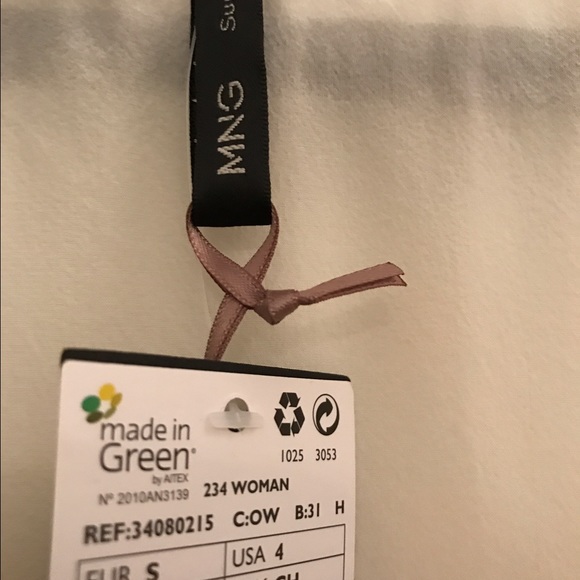 MNG
made in
Green®
by AITEX
Nº 2010AN3139
1025 3053
234 WOMAN
REF:34080215 C:OW B:31 H
EUR S
USA 4